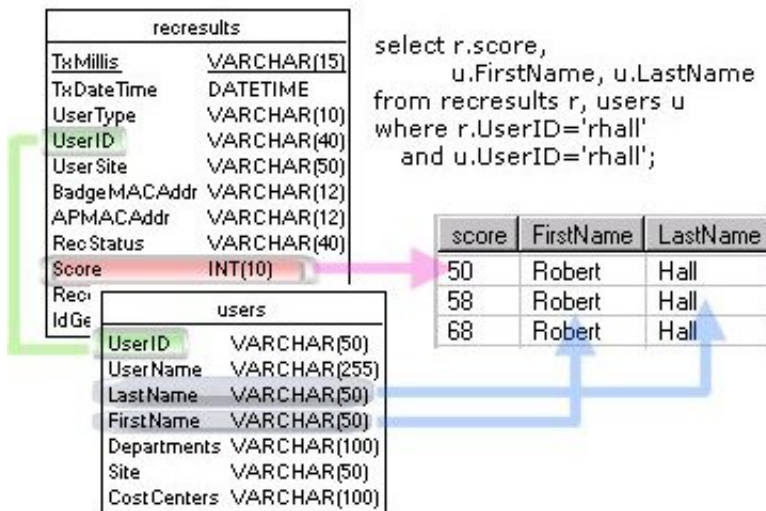 recresults
TxMillis VARCHAR(15)
TxDateTime DATETIME
UserType VARCHAR(10)
UserID VARCHAR(40)
UserSite VARCHAR(50)
BadgeMACAddr VARCHAR(12)
APMACAddr VARCHAR(12)
RecStatus VARCHAR(40)
Score INT(10)
users
UserID VARCHAR(50)
UserName VARCHAR(255)
LastName VARCHAR(50)
FirstName VARCHAR(50)
Departments VARCHAR(100)
Site VARCHAR(50)
CostCenters VARCHAR(100)
select r.score,
u.FirstName, u.LastName
from recresults r, users u
where r.UserID='rhall'
and u.UserID='rhall';
score FirstName LastName
50 Robert Hall
58 Robert Hall
68 Robert Hall